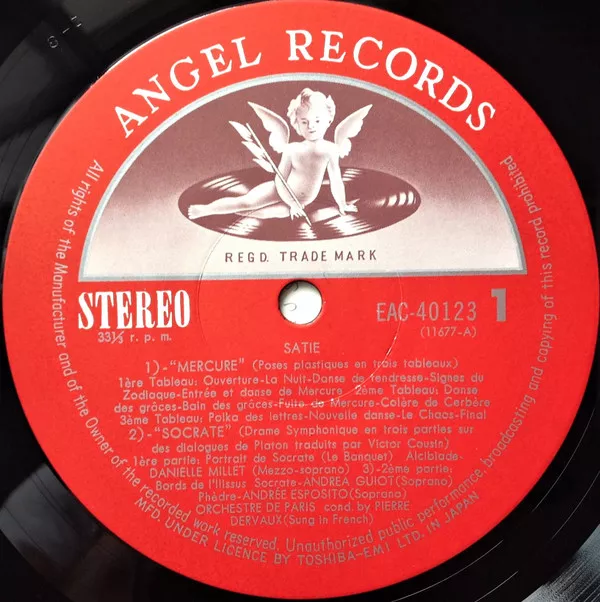 ANGEL RECORDS
REGD. TRADE MARK
STEREO
33⅓ r. p. m.
EAC-40123 1
(11677-A)
SATIE
1)-"MERCURE" (Poses plastiques en trois tableaux)
1ère Tableau: Ouverture-La Nuit-Danse de tendresse-Signes du
Zodiaque-Entrée et danse de Mercure 2ème Tableau: Danse
des grâces-Bain des grâces-Fuite de Mercure-Colère de Cerbère
3ème Tableau: Polka des lettres-Nouvelle danse-Le Chaos-Final
2)-"SOCRATE" (Drame Symphonique en trois parties sur
des dialogues de Platon traduits par Victor Cousin)
1ère partie: Portrait de Socrate (Le Banquet) Alcibiade-
DANIELLE MILLET (Mezzo-soprano) 3)-2ème partie:
Bords de l'Ilissus Socrate-ANDREA GUIOT(Soprano)
Phèdre-ANDRÉE ESPOSITO(Soprano)
ORCHESTRE DE PARIS cond. by PIERRE
DERVAUX(Sung in French)
All rights of the Manufacturer and of the Owner of the recorded work reserved. Unauthorized public performance, broadcasting and copying of this record prohibited
MFD. UNDER LICENCE BY TOSHIBA-EMI LTD. IN JAPAN